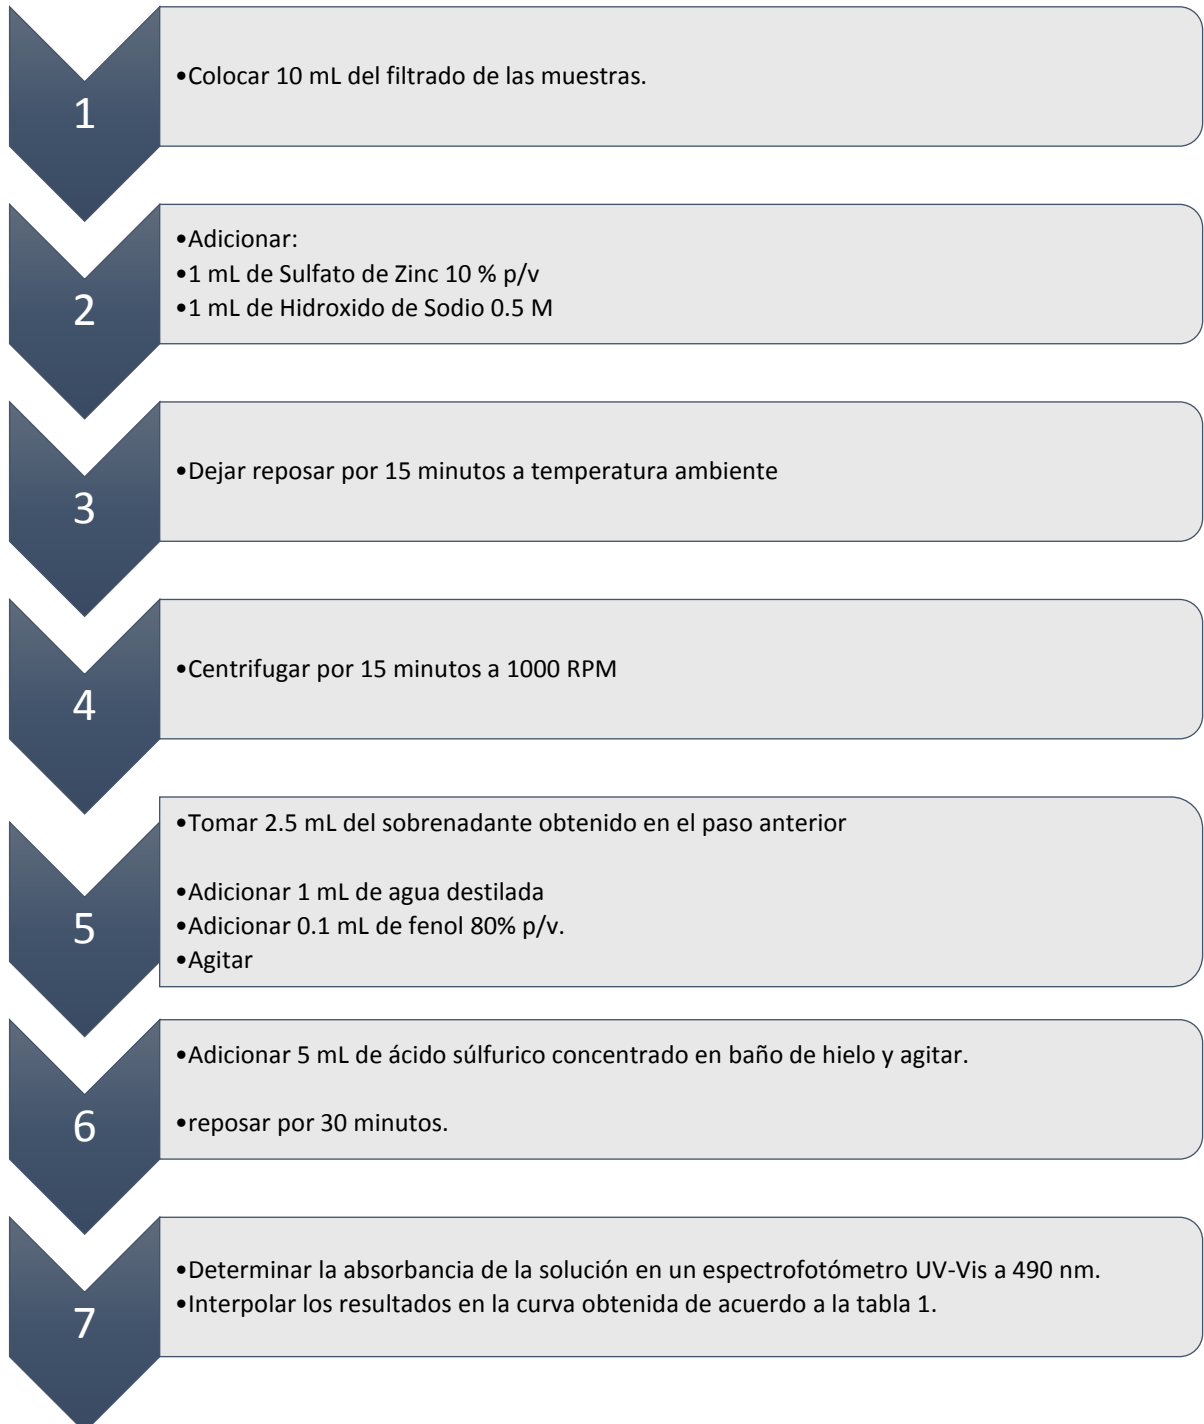 1
•Colocar 10 mL del filtrado de las muestras.
2
•Adicionar:
•1 mL de Sulfato de Zinc 10 % p/v
•1 mL de Hidroxido de Sodio 0.5 M
3
•Dejar reposar por 15 minutos a temperatura ambiente
4
•Centrifugar por 15 minutos a 1000 RPM
5
•Tomar 2.5 mL del sobrenadante obtenido en el paso anterior
•Adicionar 1 mL de agua destilada
•Adicionar 0.1 mL de fenol 80% p/v.
•Agitar
6
•Adicionar 5 mL de ácido súlfurico concentrado en baño de hielo y agitar.
•reposar por 30 minutos.
7
•Determinar la absorbancia de la solución en un espectrofotómetro UV-Vis a 490 nm.
•Interpolar los resultados en la curva obtenida de acuerdo a la tabla 1.